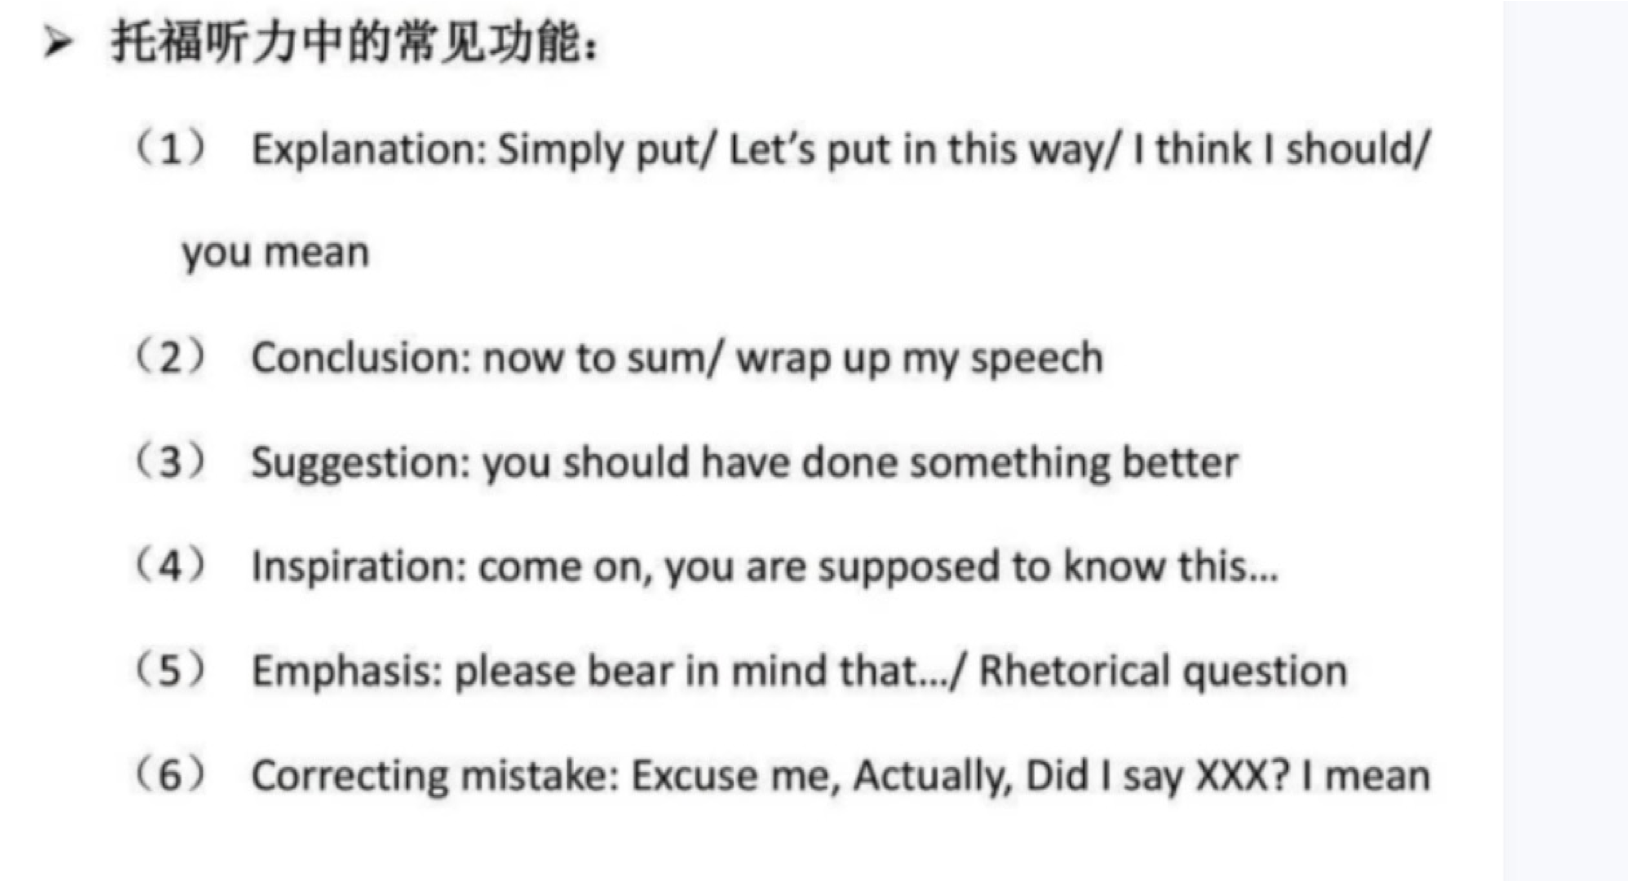 ➢ 托福听力中的常见功能：
（1） Explanation: Simply put/ Let’s put in this way/ I think I should/
you mean
（2） Conclusion: now to sum/ wrap up my speech
（3） Suggestion: you should have done something better
（4） Inspiration: come on, you are supposed to know this...
（5） Emphasis: please bear in mind that.../ Rhetorical question
（6） Correcting mistake: Excuse me, Actually, Did I say XXX? I mean